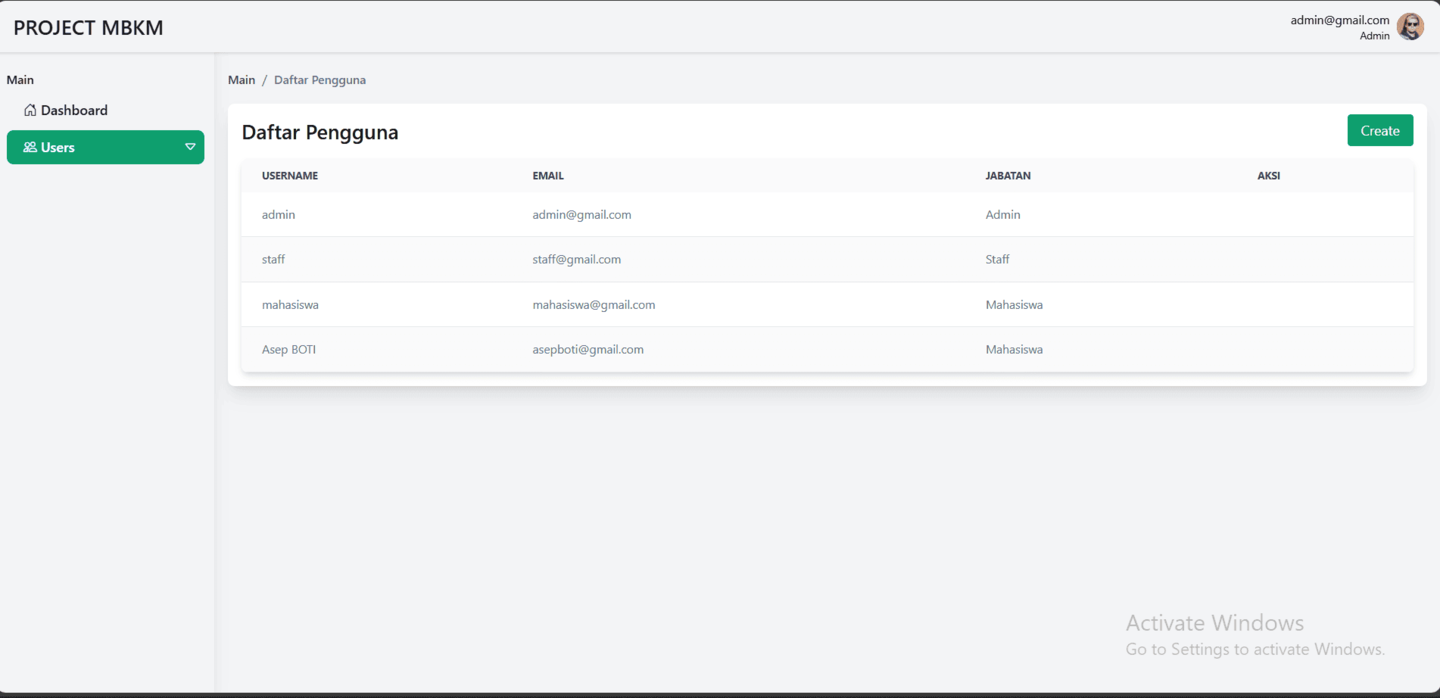 PROJECT MBKM
admin@gmail.com
Admin
Main
Dashboard
Users
Main / Daftar Pengguna
Daftar Pengguna
Create
USERNAME EMAIL JABATAN AKSI
admin admin@gmail.com Admin
staff staff@gmail.com Staff
mahasiswa mahasiswa@gmail.com Mahasiswa
Asep BOTI asepboti@gmail.com Mahasiswa
Activate Windows
Go to Settings to activate Windows.